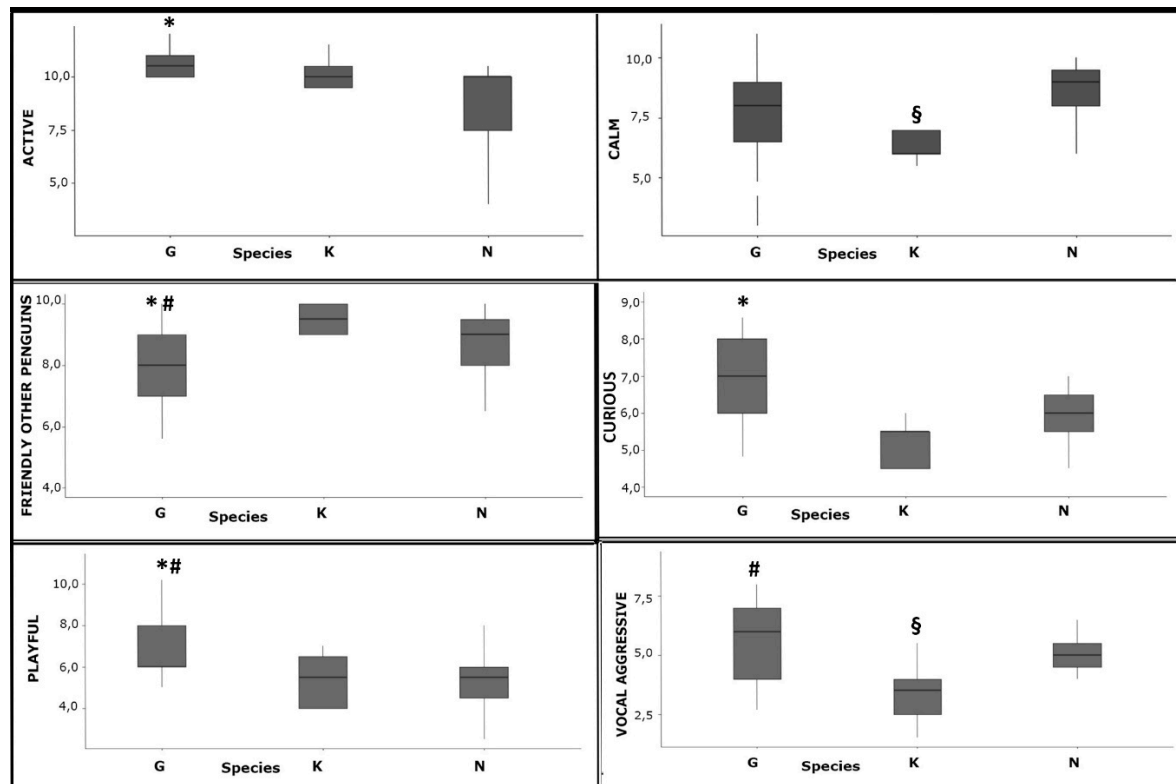 *
10,0
7,5
5,0
ACTIVE
G Species K N
10,0
7,5
5,0
CALM
§
G Species K N
10,0
8,0
6,0
4,0
FRIENDLY OTHER PENGUINS
* #
G Species K N
9,0
8,0
7,0
6,0
5,0
4,0
CURIOUS
*
G Species K N
10,0
8,0
6,0
4,0
PLAYFUL
*#
G Species K N
7,5
5,0
2,5
VOCAL AGGRESSIVE
#
§
G Species K N